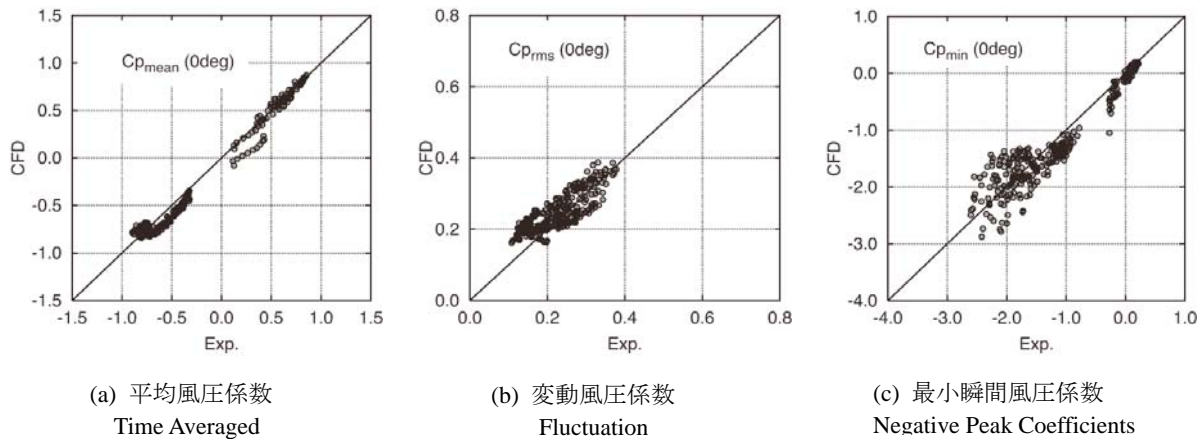 1.5
1.0
0.5
0.0
-0.5
-1.0
-1.5
CFD
Cp_mean (0deg)
-1.5 -1.0 -0.5 0.0 0.5 1.0 1.5
Exp.
(a) 平均風圧係数
Time Averaged
0.8
0.6
0.4
0.2
0.0
CFD
Cp_rms (0deg)
0.0 0.2 0.4 0.6 0.8
Exp.
(b) 変動風圧係数
Fluctuation
1.0
0.0
-1.0
-2.0
-3.0
-4.0
CFD
Cp_min (0deg)
-4.0 -3.0 -2.0 -1.0 0.0 1.0
Exp.
(c) 最小瞬間風圧係数
Negative Peak Coefficients